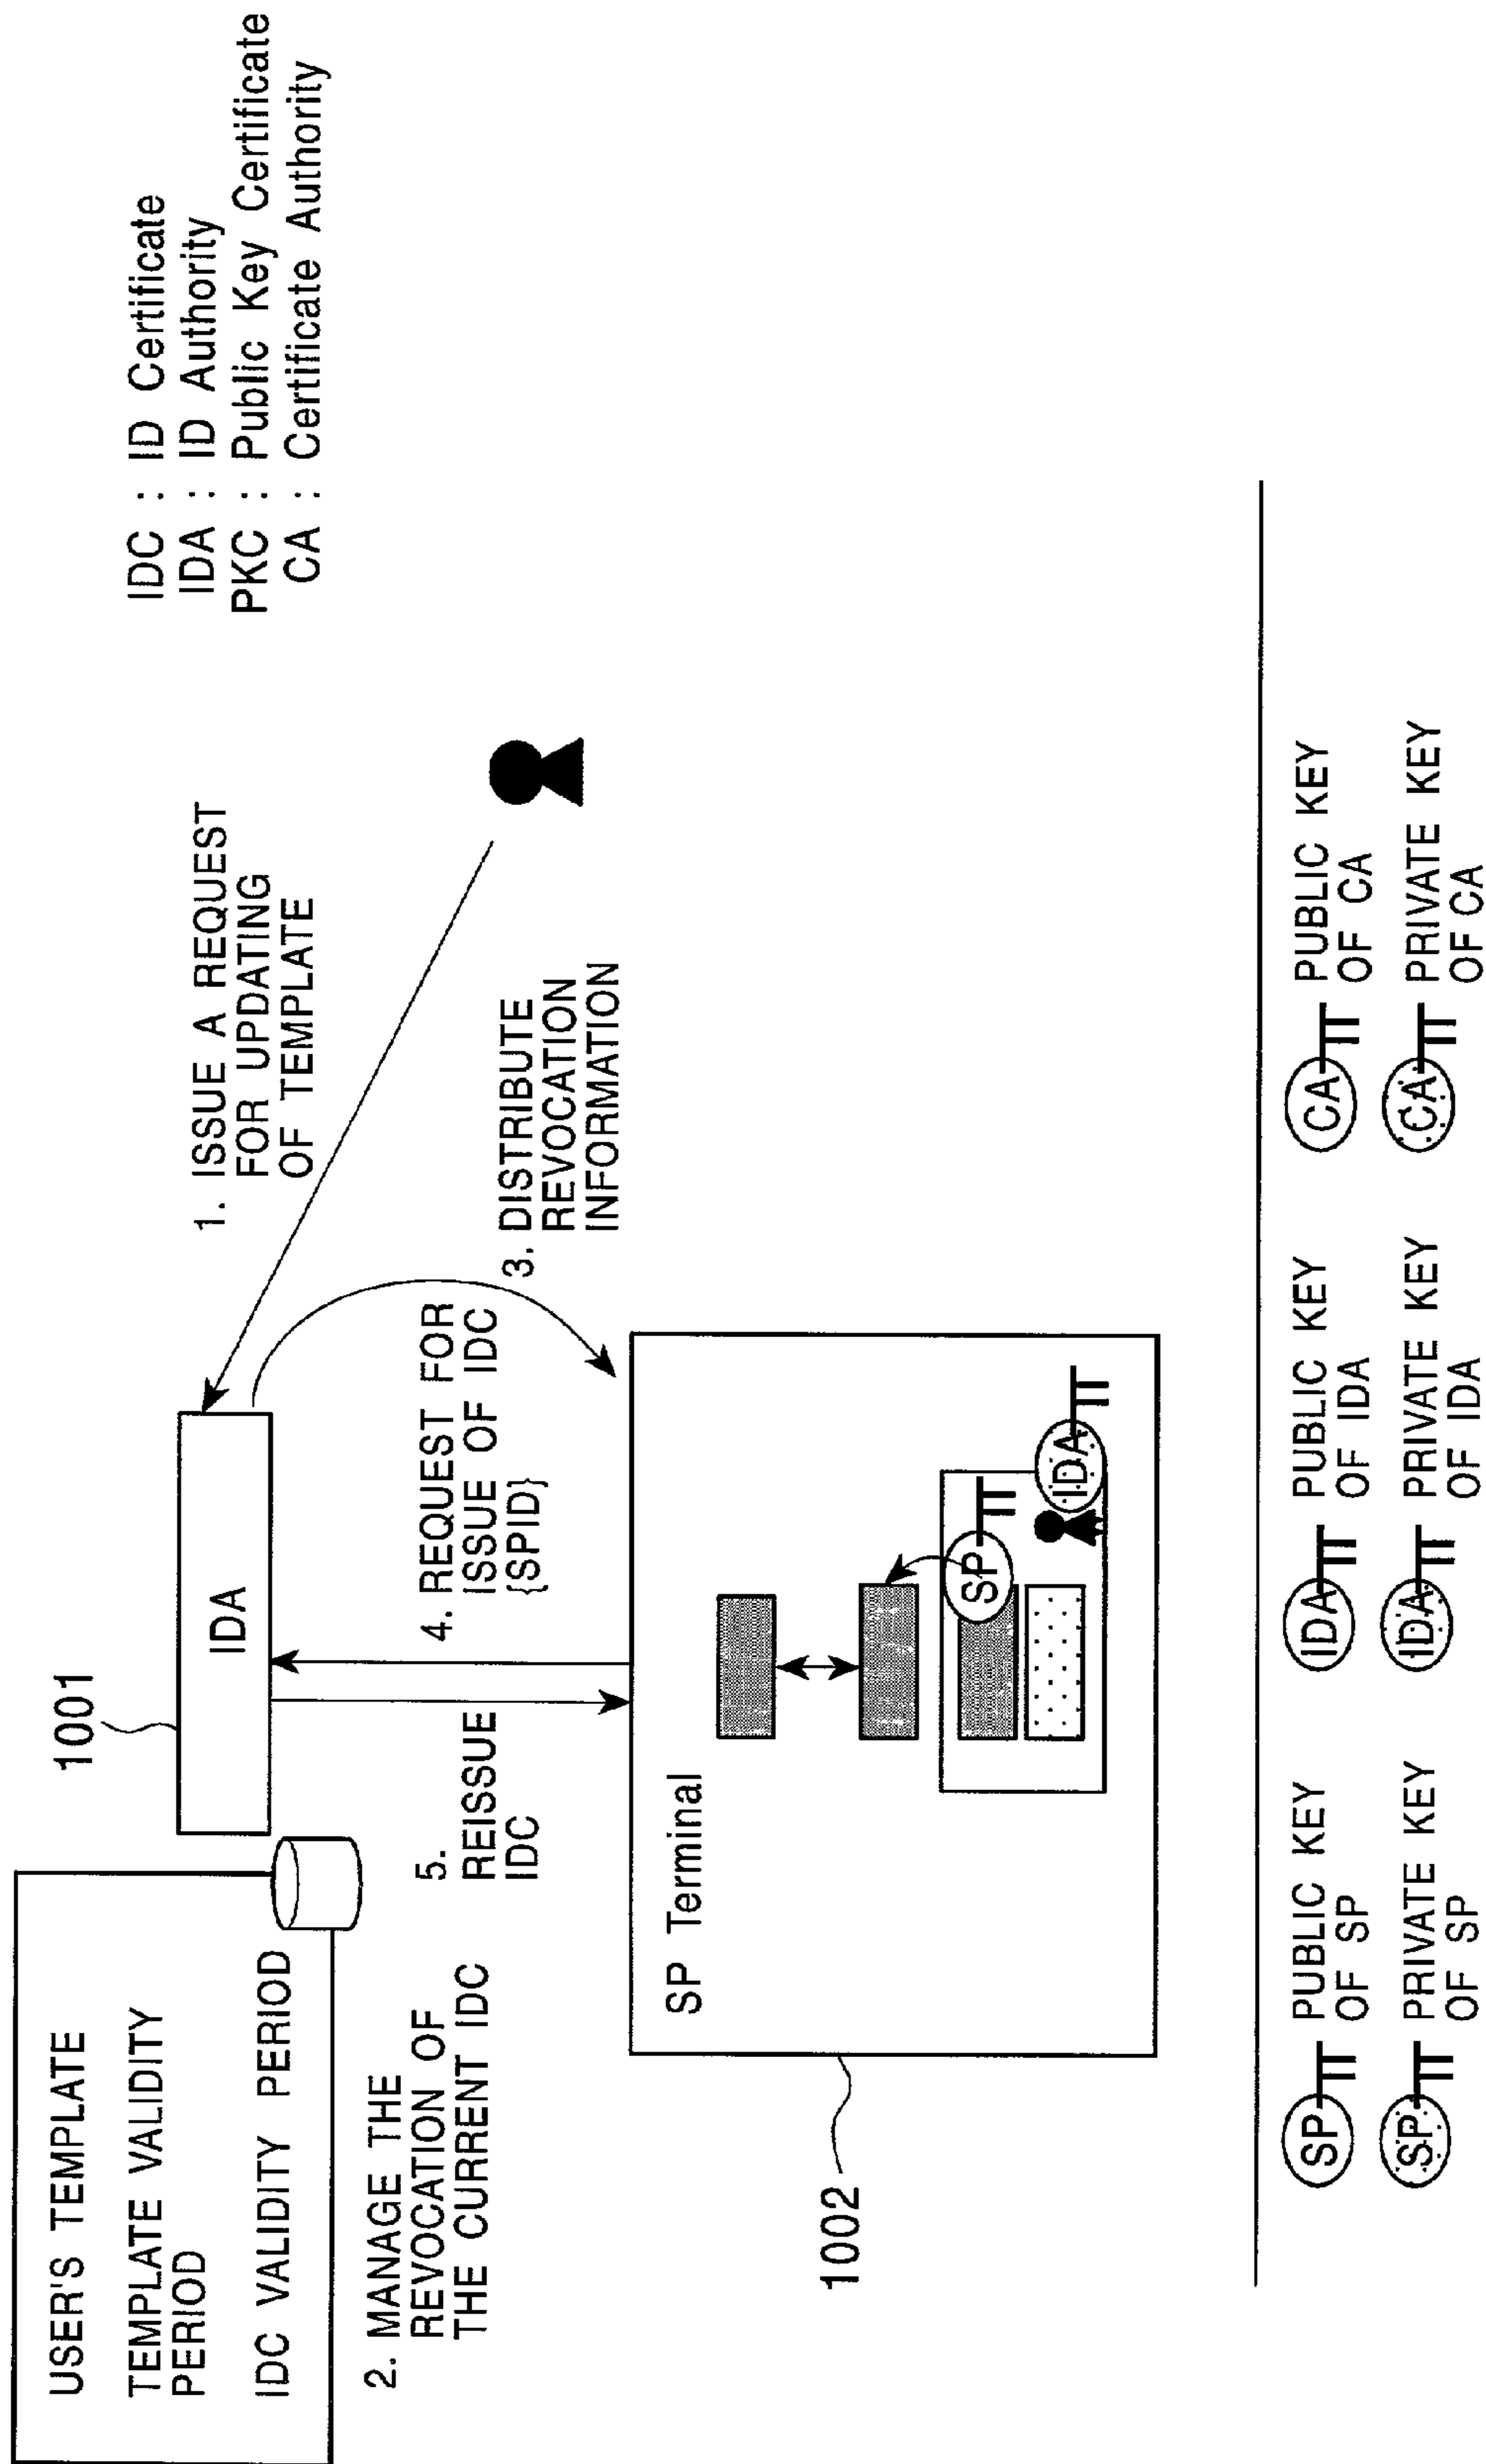 USER'S TEMPLATE
TEMPLATE VALIDITY
PERIOD
IDC VALIDITY PERIOD
1001
IDA
1. ISSUE A REQUEST
FOR UPDATING
OF TEMPLATE
IDC : ID Certificate
IDA : ID Authority
PKC : Public Key Certificate
CA : Certificate Authority
2. MANAGE THE
REVOCATION OF
THE CURRENT IDC
5.
REISSUE
IDC
4. REQUEST FOR
ISSUE OF IDC
{SPID}
3. DISTRIBUTE
REVOCATION
INFORMATION
1002
SP Terminal
SP
IDA
SP
PUBLIC KEY
OF SP
IDA
PUBLIC KEY
OF IDA
CA
PUBLIC KEY
OF CA
SP
PRIVATE KEY
OF SP
IDA
PRIVATE KEY
OF IDA
CA
PRIVATE KEY
OF CA